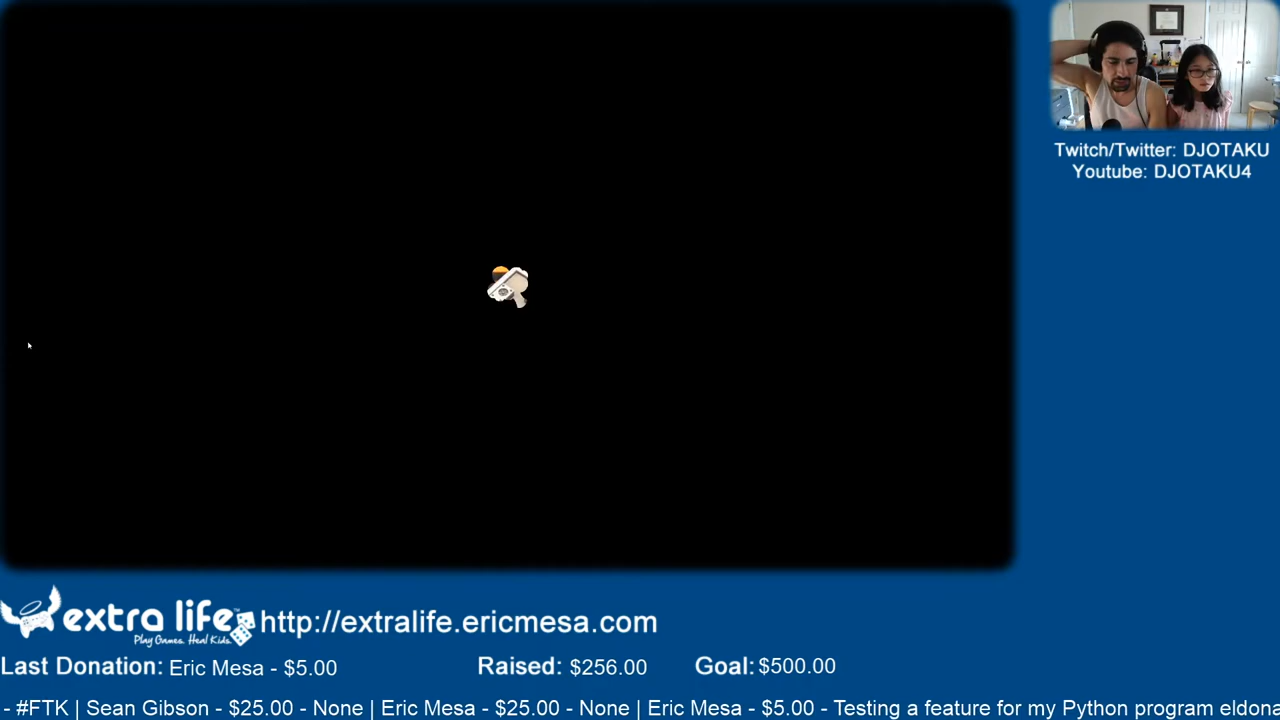 Twitch/Twitter: DJOTAKU
Youtube: DJOTAKU4
extra life
Play Games. Heal Kids.
http://extralife.ericmesa.com
Last Donation: Eric Mesa - $5.00
Raised: $256.00
Goal: $500.00
- #FTK | Sean Gibson - $25.00 - None | Eric Mesa - $25.00 - None | Eric Mesa - $5.00 - Testing a feature for my Python program eldona